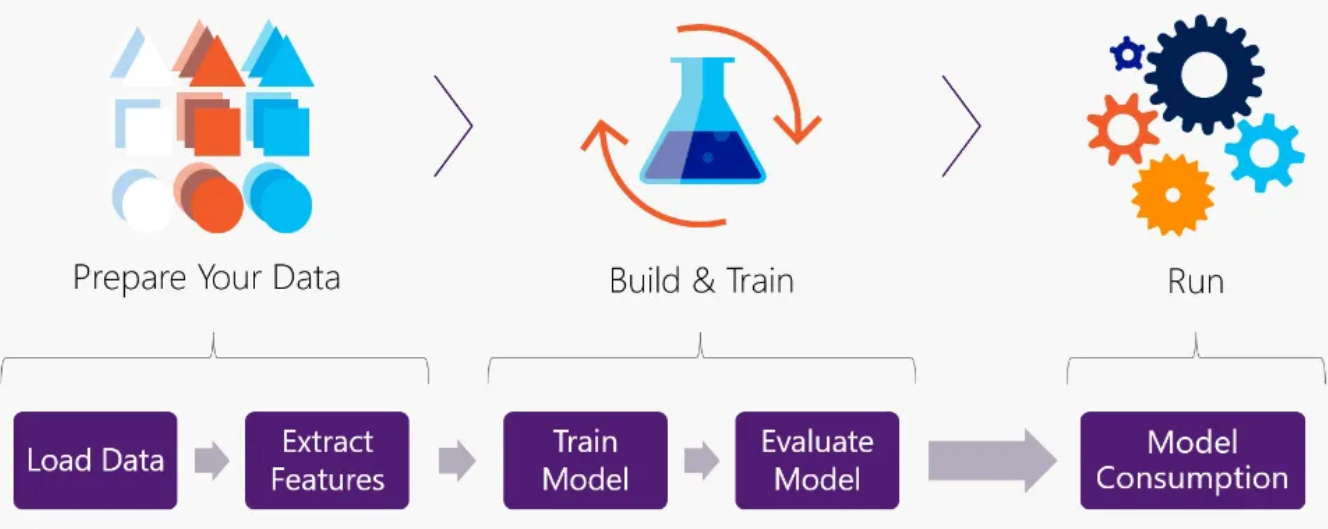 Prepare Your Data
Build & Train
Run
Load Data
Extract
Features
Train
Model
Evaluate
Model
Model
Consumption